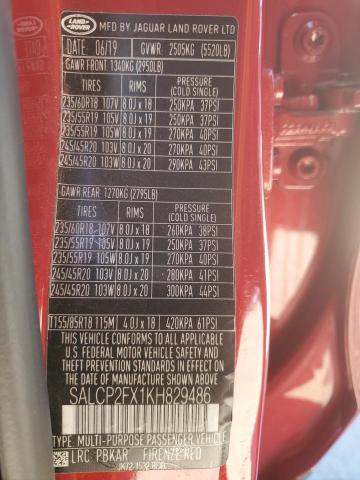 LAND-ROVER MFD BY JAGUAR LAND ROVER LTD
DATE 06/19 GVWR: 2505KG (5520LB)
GAWR FRONT 1340KG (2950LB)
TIRES RIMS PRESSURE (COLD SINGLE)
235/60R18 107V 8.0J x 18 250KPA 37PSI
235/55R19 105V 8.0J x 19 250KPA 37PSI
235/55R19 105W 8.0J x 19 270KPA 40PSI
245/45R20 103V 8.0J x 20 270KPA 40PSI
245/45R20 103W 8.0J x 20 290KPA 43PSI
GAWR REAR: 1270KG (2795LB)
TIRES RIMS PRESSURE (COLD SINGLE)
235/60R18 107V 8.0J x 18 260KPA 38PSI
235/55R19 105V 8.0J x 19 250KPA 37PSI
235/55R19 105W 8.0J x 19 270KPA 40PSI
245/45R20 103V 8.0J x 20 280KPA 41PSI
245/45R20 103W 8.0J x 20 300KPA 44PSI
T155/85R18 115M 4.0J x 18 420KPA 61PSI
THIS VEHICLE CONFORMS TO ALL APPLICABLE
U.S FEDERAL MOTOR VEHICLE SAFETY, BUMPER
AND THEFT PREVENTION STANDARDS IN EFFECT
ON THE DATE OF MANUFACTURE SHOWN ABOVE
SALCP2FX1KH829486
TYPE: MULTI-PURPOSE PASSENGER VEHICLE
LRC PBKAR FIRENZE RED